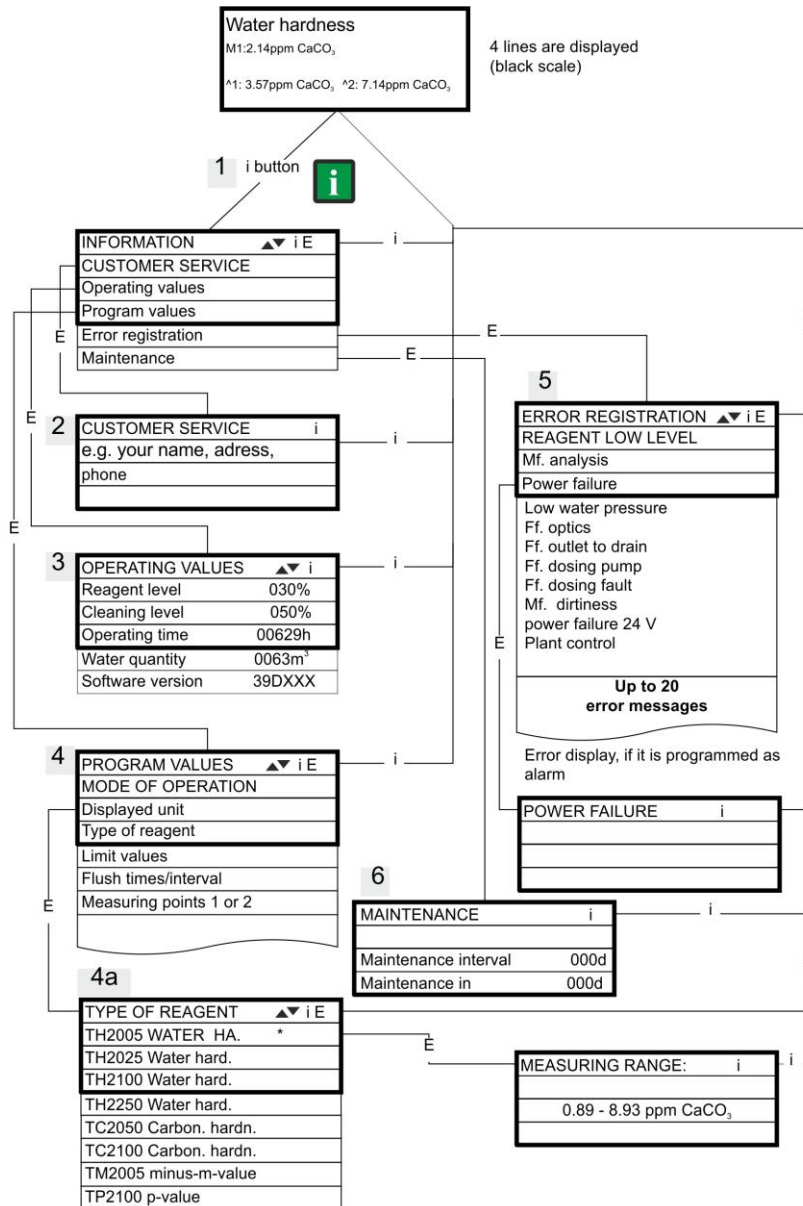 Water hardness
M1:2.14ppm CaCO₃
^1: 3.57ppm CaCO₃ ^2: 7.14ppm CaCO₃
4 lines are displayed
(black scale)
1 i button
i
INFORMATION ▲▼ i E
CUSTOMER SERVICE
Operating values
Program values
Error registration
Maintenance
i
E
E
E
E
E
2
CUSTOMER SERVICE i
e.g. your name, adress,
phone
i
3
OPERATING VALUES ▲▼ i
Reagent level 030%
Cleaning level 050%
Operating time 00629h
Water quantity 0063m³
Software version 39DXXX
i
4
PROGRAM VALUES ▲▼ i E
MODE OF OPERATION
Displayed unit
Type of reagent
Limit values
Flush times/interval
Measuring points 1 or 2
i
E
4a
TYPE OF REAGENT ▲▼ i E
TH2005 WATER HA. *
TH2025 Water hard.
TH2100 Water hard.
TH2250 Water hard.
TC2050 Carbon. hardn.
TC2100 Carbon. hardn.
TM2005 minus-m-value
TP2100 p-value
E
5
ERROR REGISTRATION ▲▼ i E
REAGENT LOW LEVEL
Mf. analysis
Power failure
Low water pressure
Ff. optics
Ff. outlet to drain
Ff. dosing pump
Ff. dosing fault
Mf. dirtiness
power failure 24 V
Plant control
Up to 20
error messages
E
Error display, if it is programmed as
alarm
POWER FAILURE i
6
MAINTENANCE i
Maintenance interval 000d
Maintenance in 000d
i
MEASURING RANGE: i
0.89 - 8.93 ppm CaCO₃
i